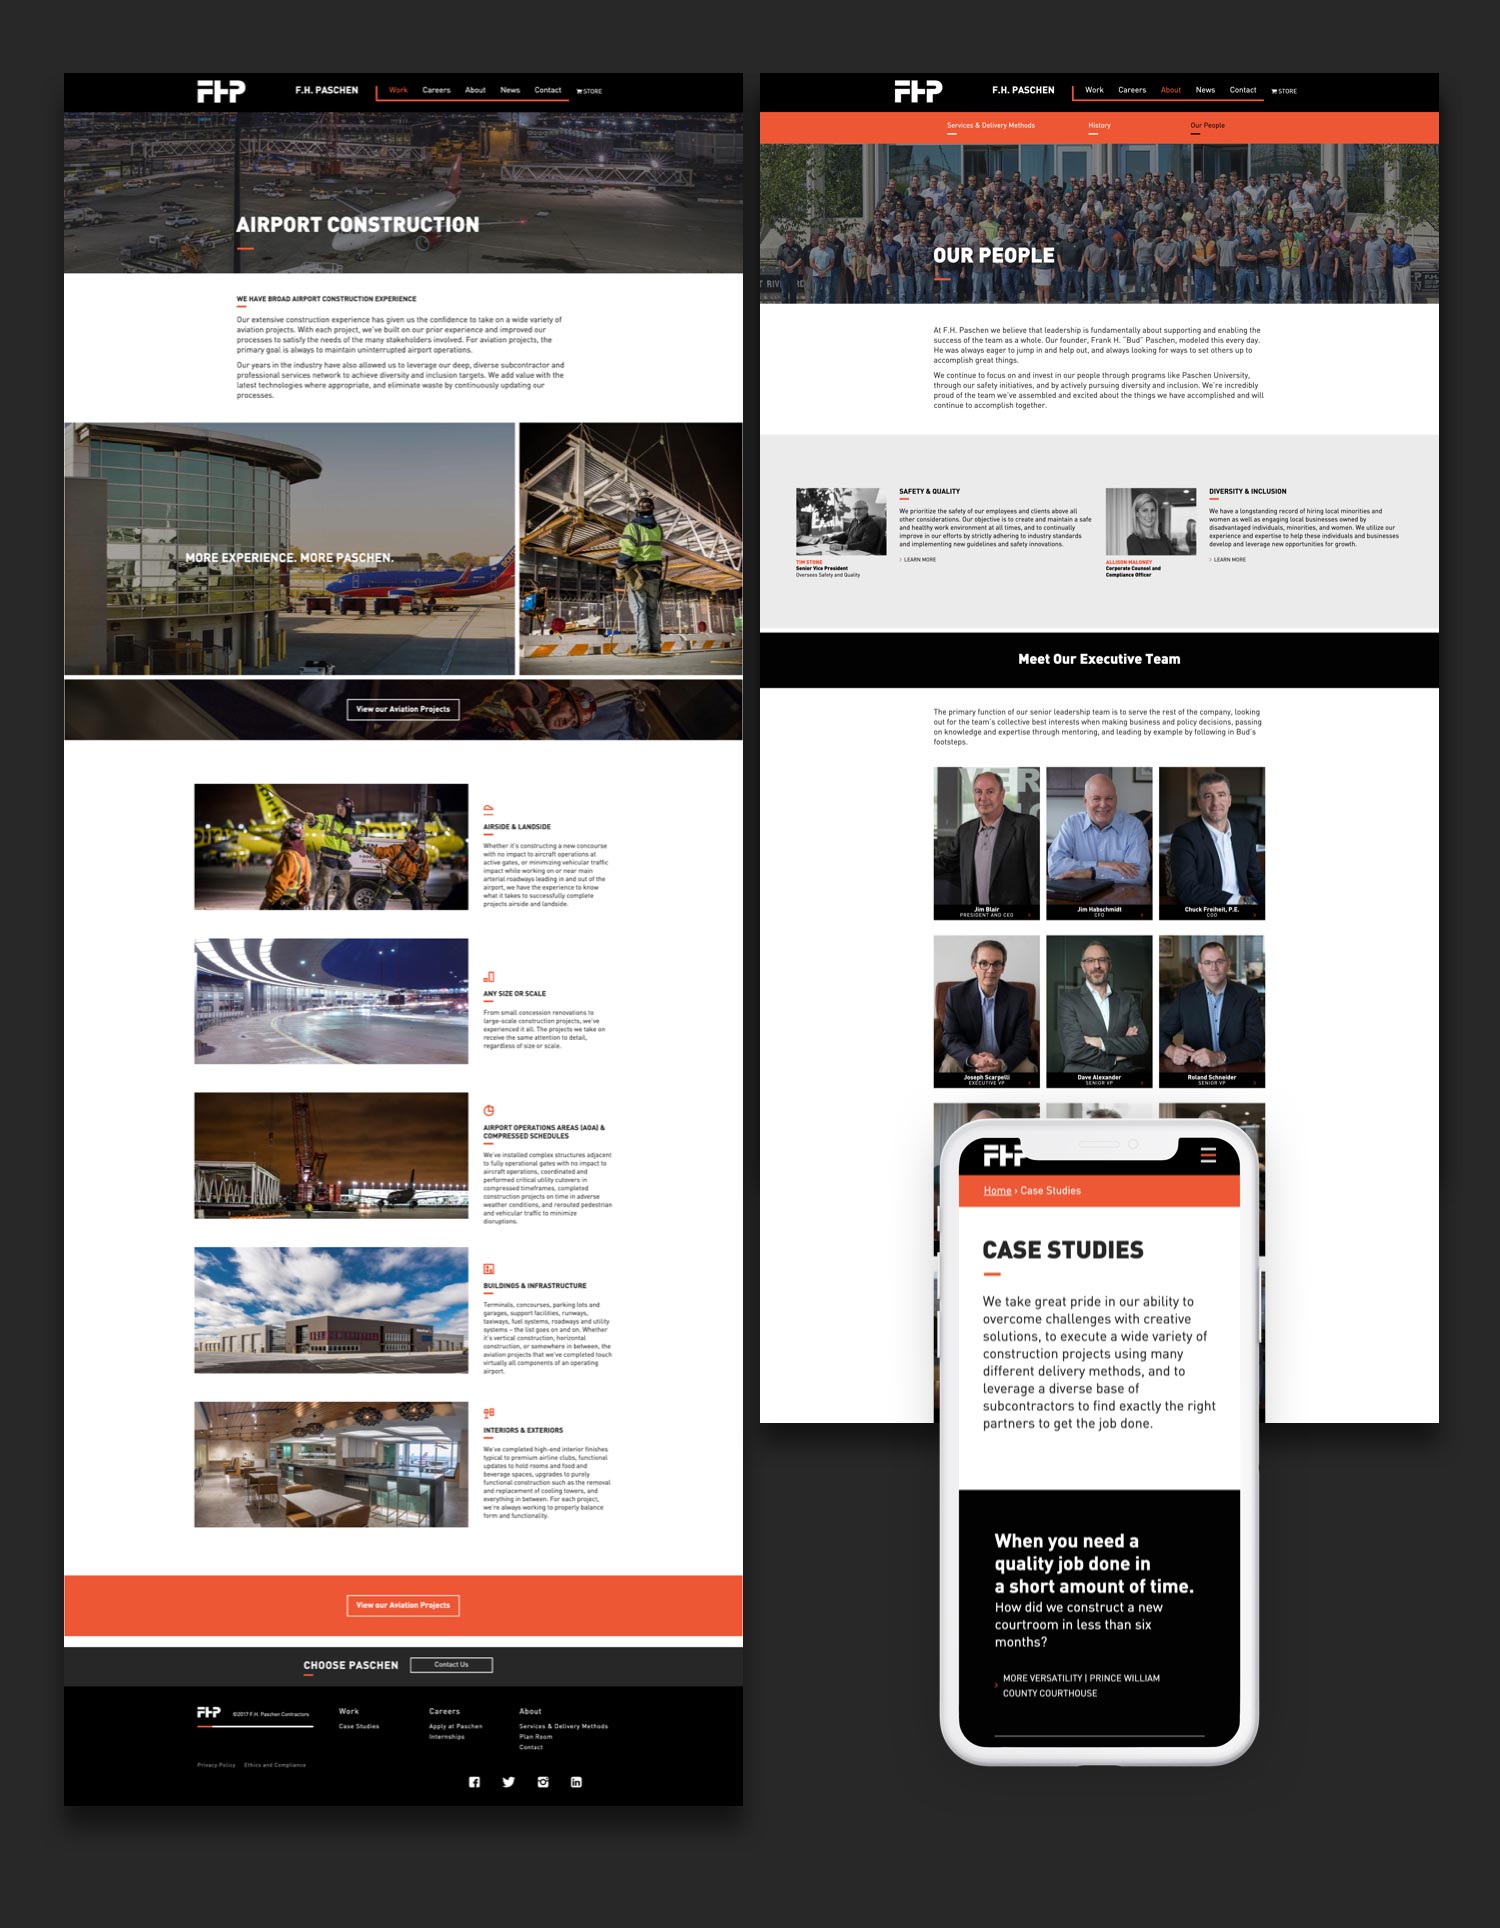 FHP
F.H. PASCHEN
Work
Careers
About
News
Contact
STORE
AIRPORT CONSTRUCTION
WE HAVE BROAD AIRPORT CONSTRUCTION EXPERIENCE
Our extensive construction experience has given us the confidence to take on a wide variety of
aviation projects. With each project, we've built on our prior experience and improved our
processes to satisfy the needs of the many stakeholders involved. For aviation projects, the
primary goal is always to maintain uninterrupted airport operations.
Our years in the industry have also allowed us to leverage our deep, diverse subcontractor and
professional services network to achieve diversity and inclusion targets. We add value with the
latest technologies where appropriate, and eliminate waste by continuously updating our
processes.
MORE EXPERIENCE. MORE PASCHEN.
View our Aviation Projects
AIRSIDE & LANDSIDE
Whether it's constructing a new concourse
with no impact to aircraft operations at
active gates, or minimizing vehicular traffic
impact while working on or near main
arterial roadways leading in and out of the
airport, we have the experience to know
what it takes to successfully complete
projects airside and landside.
ANY SIZE OR SCALE
From small concession renovations to
large-scale construction projects, we've
experienced it all. The projects we take on
receive the same attention to detail,
regardless of size or scale.
AIRPORT OPERATIONS AREAS (AOA) &
COMPRESSED SCHEDULES
We've installed complex structures adjacent
to fully operational gates with no impact to
aircraft operations, coordinated and
performed critical utility cutovers in
compressed timeframes, completed
construction projects on time in adverse
weather conditions, and rerouted pedestrian
and vehicular traffic to minimize
disruptions.
BUILDINGS & INFRASTRUCTURE
Terminals, concourses, parking lots and
garages, support facilities, runways,
taxiways, fuel systems, roadways and utility
systems – the list goes on and on. Whether
it's vertical construction, horizontal
construction, or somewhere in between, the
aviation projects that we've completed touch
virtually all components of an operating
airport.
INTERIORS & EXTERIORS
We've completed high-end interior finishes
typical to premium airline clubs, functional
updates to hold rooms and food and
beverage spaces, upgrades to purely
functional construction such as the removal
and replacement of cooling towers, and
everything in between. For each project,
we're always working to properly balance
form and functionality.
View our Aviation Projects
CHOOSE PASCHEN
Contact Us
FHP
©2017 F.H. Paschen Contractors
Work
Case Studies
Careers
Apply at Paschen
Internships
About
Services & Delivery Methods
Plan Room
Contact
Privacy Policy
Ethics and Compliance
FHP
F.H. PASCHEN
Work
Careers
About
News
Contact
STORE
Services & Delivery Methods
History
Our People
OUR PEOPLE
At F.H. Paschen we believe that leadership is fundamentally about supporting and enabling the
success of the team as a whole. Our founder, Frank H. "Bud" Paschen, modeled this every day.
He was always eager to jump in and help out, and always looking for ways to set others up to
accomplish great things.
We continue to focus on and invest in our people through programs like Paschen University,
through our safety initiatives, and by actively pursuing diversity and inclusion. We're incredibly
proud of the team we've assembled and excited about the things we have accomplished and will
continue to accomplish together.
TIM STONE
Senior Vice President
Oversees Safety and Quality
SAFETY & QUALITY
We prioritize the safety of our employees and clients above all
other considerations. Our objective is to create and maintain a safe
and healthy work environment at all times, and to continually
improve in our efforts by strictly adhering to industry standards
and implementing new guidelines and safety innovations.
› LEARN MORE
ALLISON MALONEY
Corporate Counsel and
Compliance Officer
DIVERSITY & INCLUSION
We have a longstanding record of hiring local minorities and
women as well as engaging local businesses owned by
disadvantaged individuals, minorities, and women. We utilize our
experience and expertise to help these individuals and businesses
develop and leverage new opportunities for growth.
› LEARN MORE
Meet Our Executive Team
The primary function of our senior leadership team is to serve the rest of the company, looking
out for the team's collective best interests when making business and policy decisions, passing
on knowledge and expertise through mentoring, and leading by example by following in Bud's
footsteps.
Jim Blair
PRESIDENT AND CEO
Jim Habschmidt
CFO
Chuck Freiheit, P.E.
COO
Joseph Scarpelli
EXECUTIVE VP
Dave Alexander
SENIOR VP
Roland Schneider
SENIOR VP
FHP
Home › Case Studies
CASE STUDIES
We take great pride in our ability to
overcome challenges with creative
solutions, to execute a wide variety of
construction projects using many
different delivery methods, and to
leverage a diverse base of
subcontractors to find exactly the right
partners to get the job done.
When you need a
quality job done in
a short amount of time.
How did we construct a new
courtroom in less than six
months?
› MORE VERSATILITY | PRINCE WILLIAM
COUNTY COURTHOUSE